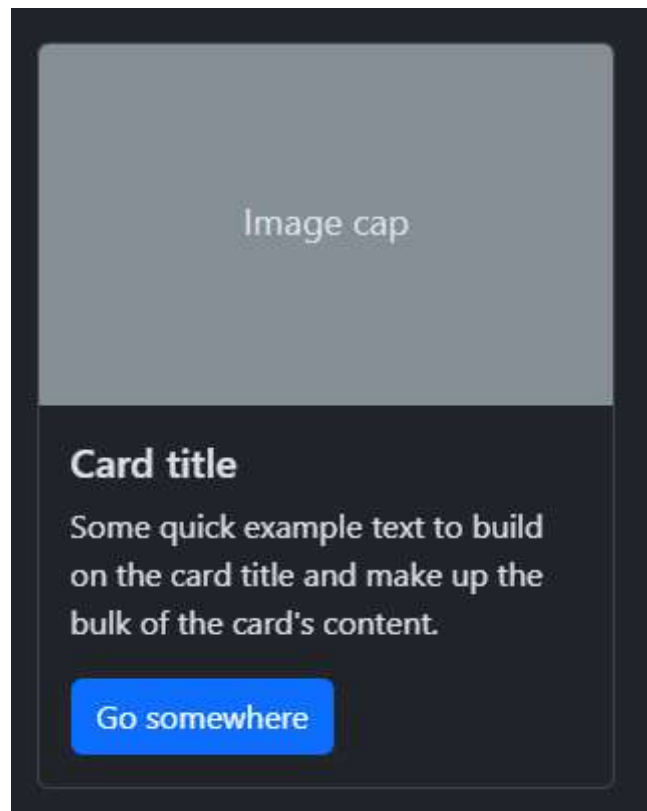 Image cap
Card title
Some quick example text to build
on the card title and make up the
bulk of the card's content.
Go somewhere